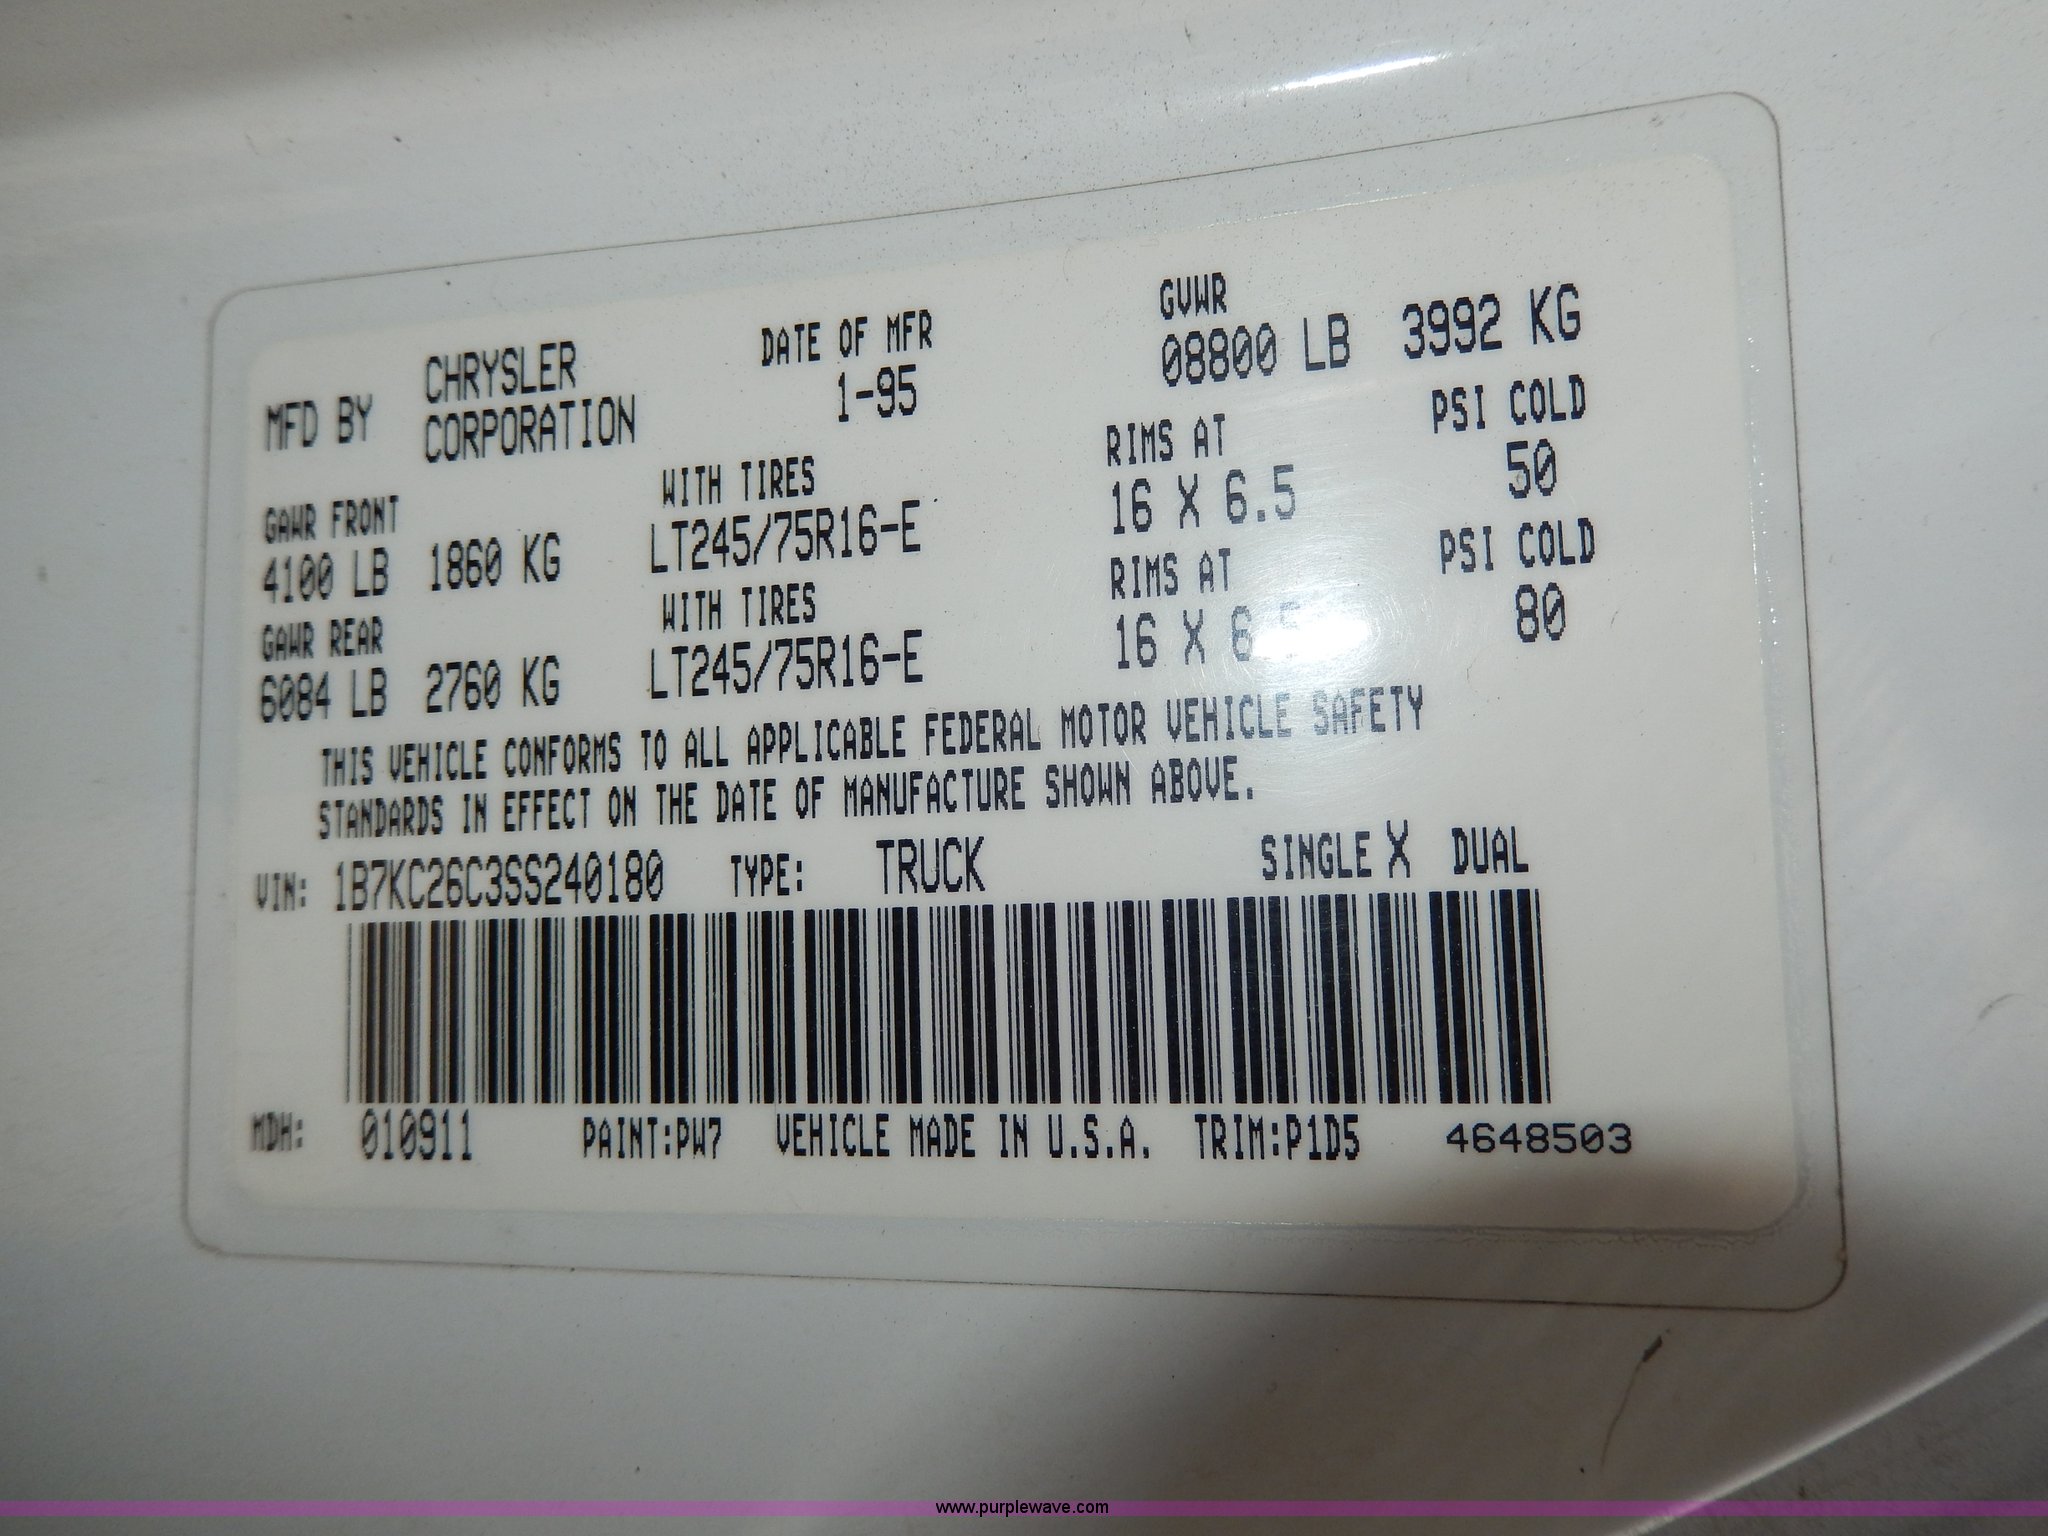 MFD BY CHRYSLER CORPORATION
DATE OF MFR 1-95
GVWR
08800 LB 3992 KG
GAWR FRONT WITH TIRES RIMS AT PSI COLD
4100 LB 1860 KG LT245/75R16-E 16 X 6.5 50
GAWR REAR WITH TIRES RIMS AT PSI COLD
6084 LB 2760 KG LT245/75R16-E 16 X 6.5 80
THIS VEHICLE CONFORMS TO ALL APPLICABLE FEDERAL MOTOR VEHICLE SAFETY
STANDARDS IN EFFECT ON THE DATE OF MANUFACTURE SHOWN ABOVE.
VIN: 1B7KC26C3SS240180 TYPE: TRUCK SINGLE X DUAL
MDH: 010911 PAINT:PW7 VEHICLE MADE IN U.S.A. TRIM:P1D5 4648503
www.purplewave.com